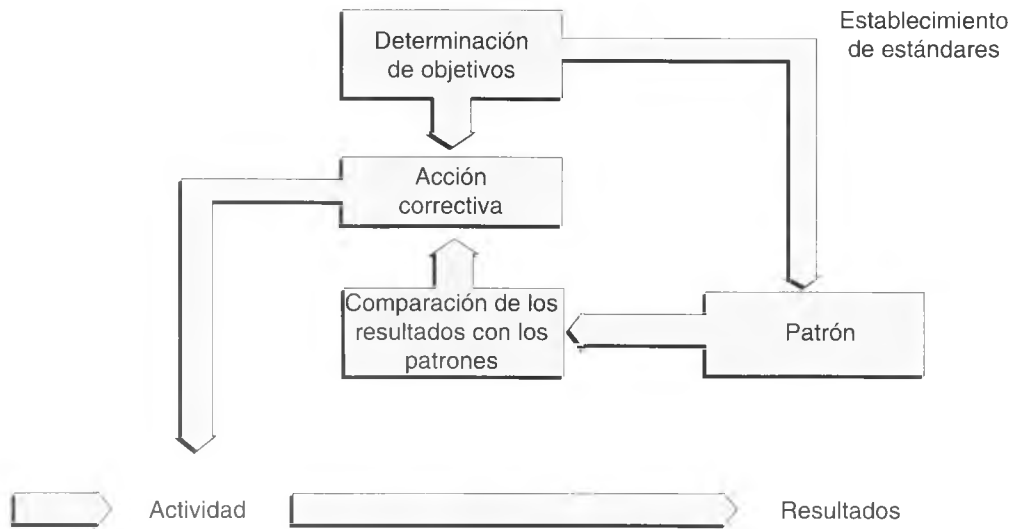 Establecimiento
de estándares
Determinación
de objetivos
Acción
correctiva
Comparación de los
resultados con los
patrones
Patrón
Actividad
Resultados